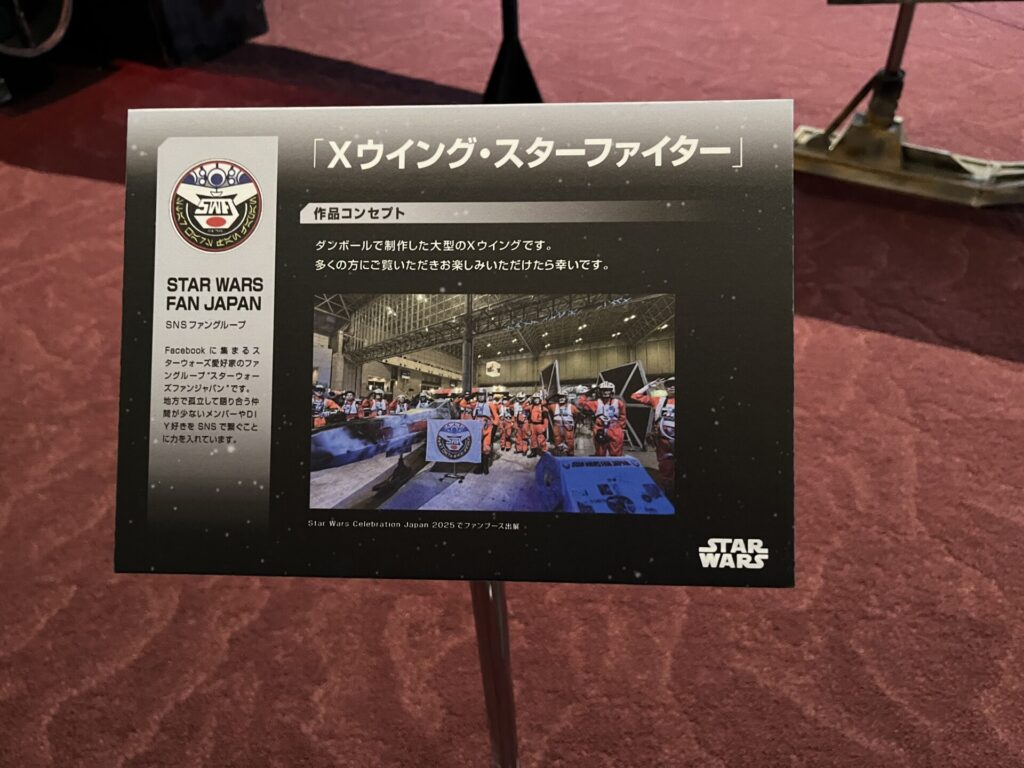 「Xウイング・スターファイター」
作品コンセプト
ダンボールで制作した大型のXウイングです。
多くの方にご覧いただきお楽しみいただけたら幸いです。
STAR WARS
FAN JAPAN
SNSファングループ
Facebook に集まるス
ターウォーズ愛好家のファ
ングループ"スターウォー
ズファンジャパン"です。
地方で孤立して語り合う仲
間が少ないメンバーやDI
Y好きを SNS で繋ぐこと
に力を入れています。
STAR WARS FAN JAPAN
Star Wars Celebration Japan 2025でファンブース出展
STAR
WARS